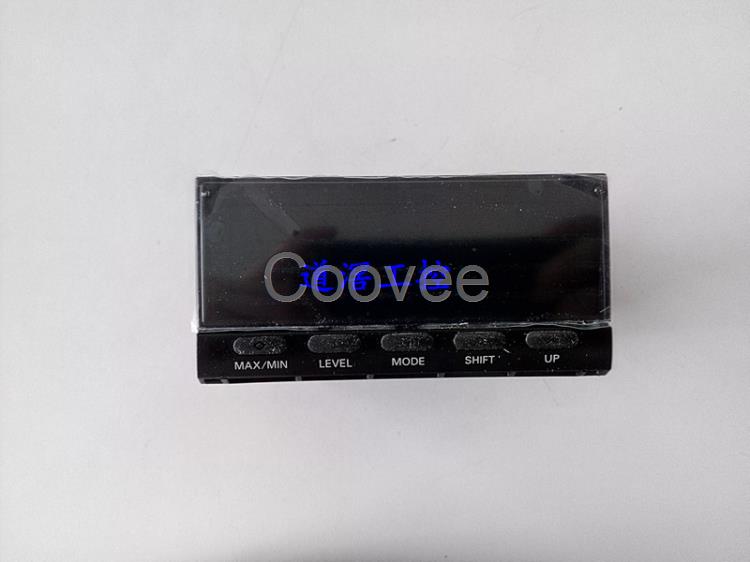 Coovee
MAX/MIN LEVEL MODE SHIFT UP